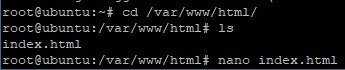 root@ubuntu:~# cd /var/www/html/
root@ubuntu:/var/www/html# ls
index.html
root@ubuntu:/var/www/html# nano index.html